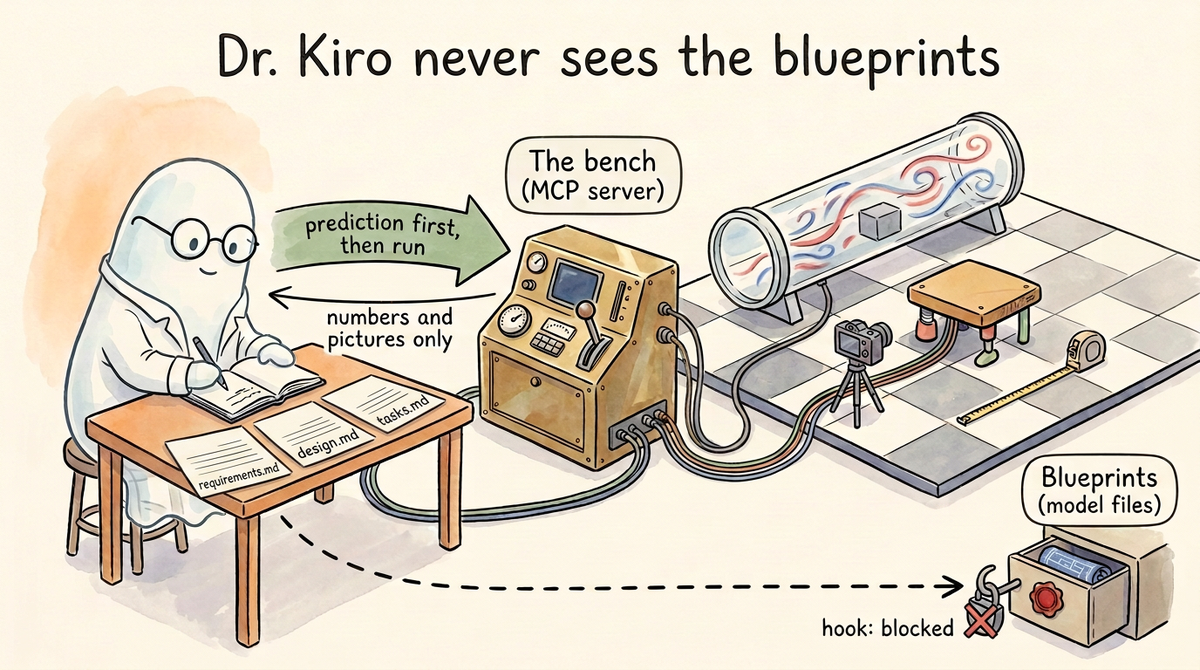 Dr. Kiro never sees the blueprints
The bench
(MCP server)
prediction first,
then run
numbers and
pictures only
requirements.md
design.md
tasks.md
Blueprints
(model files)
hook: blocked